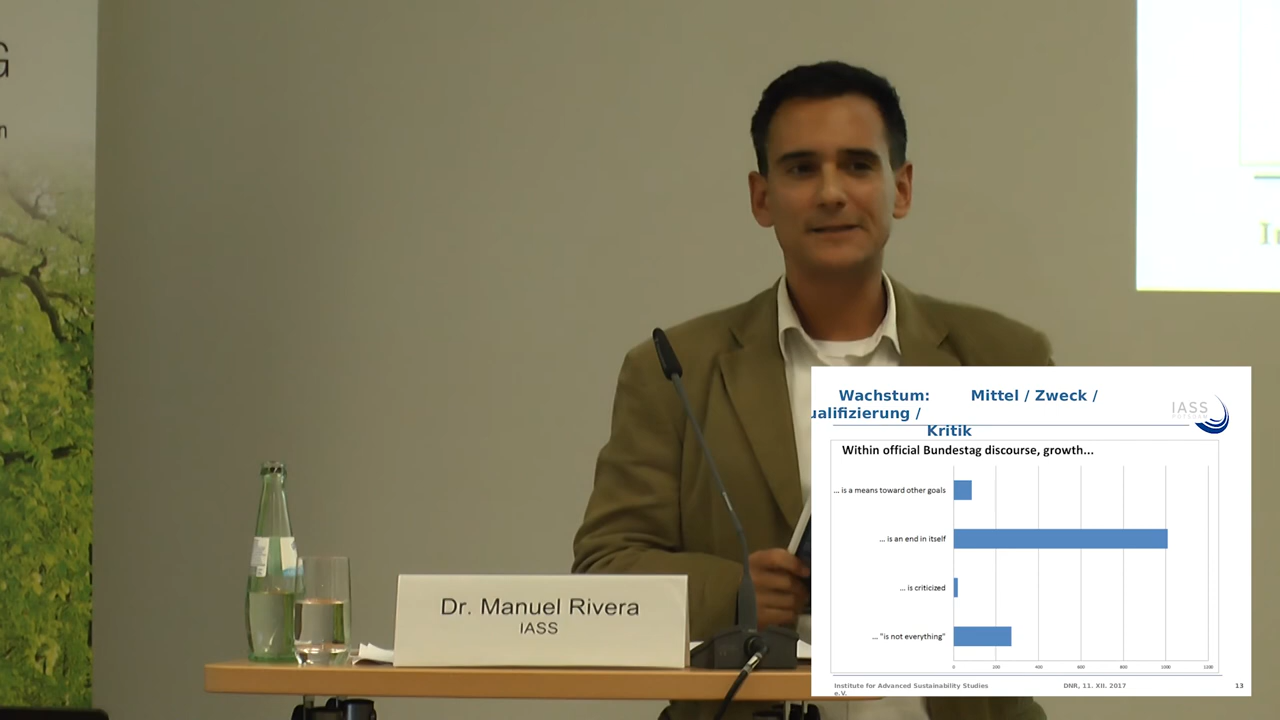 G
n
Dr. Manuel Rivera
IASS
Wachstum: Mittel / Zweck /
ualifizierung /
Kritik
IASS
POTSDAM
Within official Bundestag discourse, growth...
... is a means toward other goals
... is an end in itself
... is criticized
... "is not everything"
0 200 400 600 800 1000 1200
Institute for Advanced Sustainability Studies
e.V.
DNR, 11. XII. 2017
13